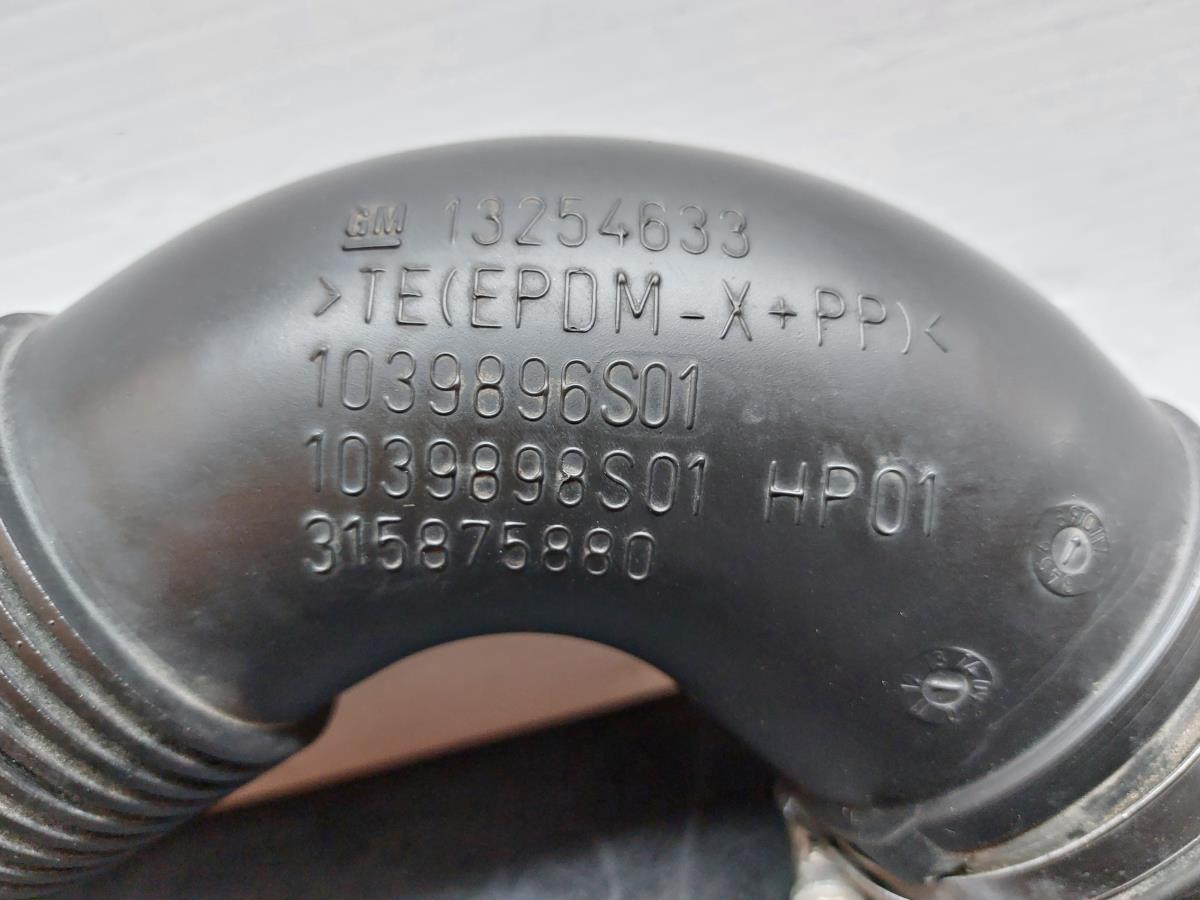 GM 13254633
>TE(EPDM-X+PP)<
1039896S01
1039898S01 HP01
315875880